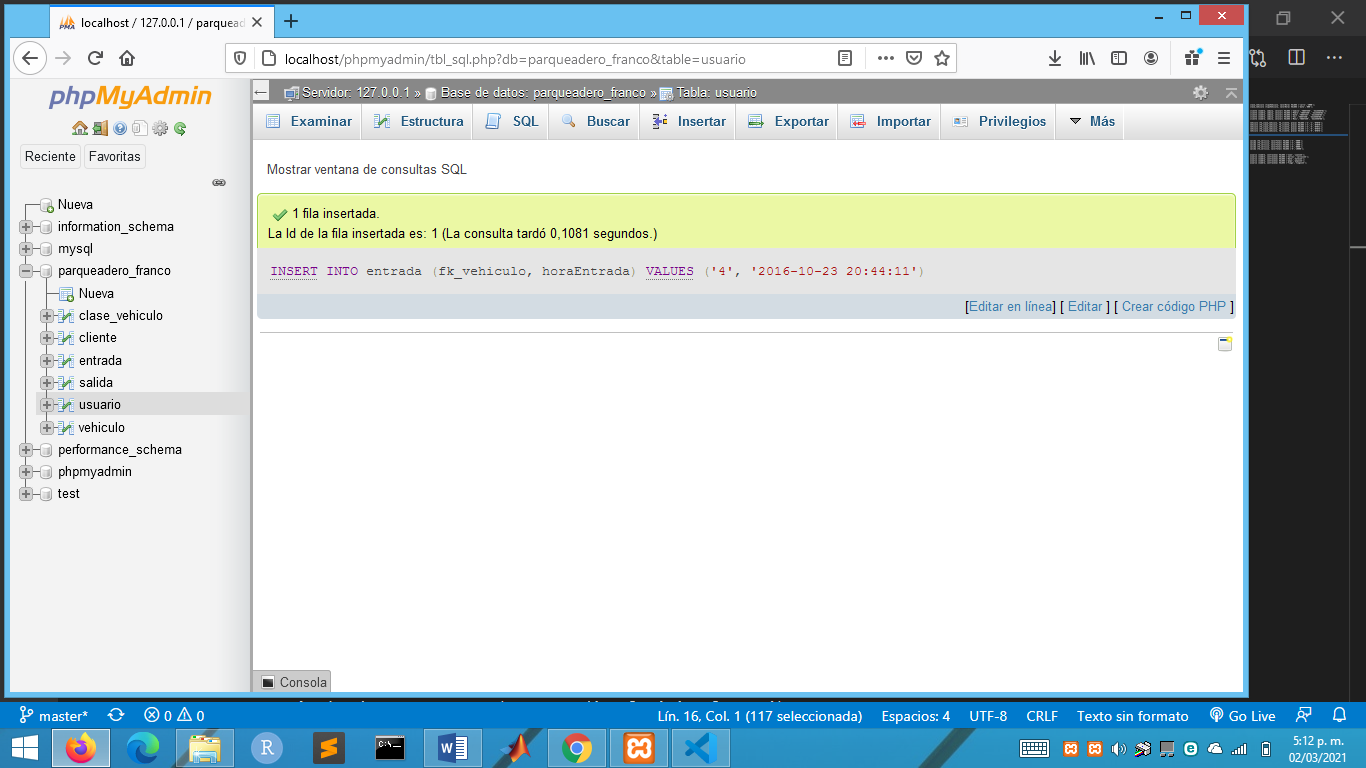 localhost / 127.0.0.1 / parquead
localhost/phpmyadmin/tbl_sql.php?db=parqueadero_franco&table=usuario
phpMyAdmin
Reciente Favoritas
Nueva
information_schema
mysql
parqueadero_franco
Nueva
clase_vehiculo
cliente
entrada
salida
usuario
vehiculo
performance_schema
phpmyadmin
test
Servidor: 127.0.0.1 » Base de datos: parqueadero_franco » Tabla: usuario
Examinar Estructura SQL Buscar Insertar Exportar Importar Privilegios Más
Mostrar ventana de consultas SQL
1 fila insertada.
La Id de la fila insertada es: 1 (La consulta tardó 0,1081 segundos.)
INSERT INTO entrada (fk_vehiculo, horaEntrada) VALUES ('4', '2016-10-23 20:44:11')
[Editar en línea] [ Editar ] [ Crear código PHP ]
Consola
master* 0 0 Lín. 16, Col. 1 (117 seleccionada) Espacios: 4 UTF-8 CRLF Texto sin formato Go Live
5:12 p. m.
02/03/2021